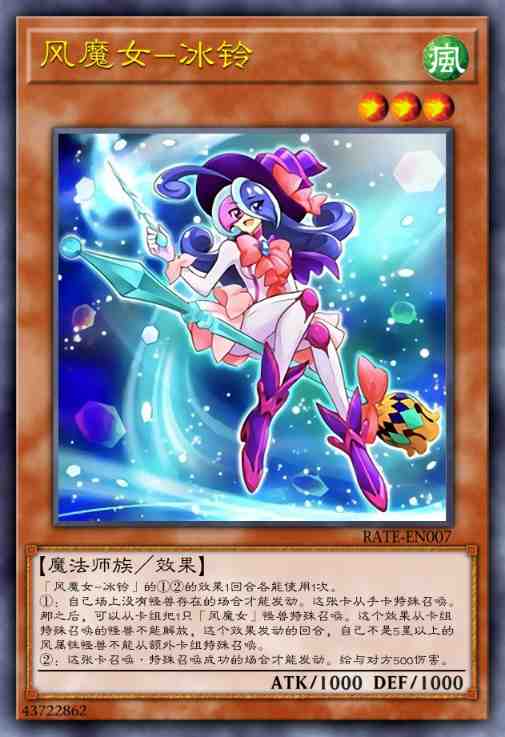 风魔女-冰铃
風
RATE-EN007
【魔法师族／效果】
「风魔女-冰铃」的①②的效果1回合各能使用1次。
①：自己场上没有怪兽存在的场合才能发动。这张卡从手卡特殊召唤。
那之后，可以从卡组把1只「风魔女」怪兽特殊召唤。这个效果从卡组
特殊召唤的怪兽不能解放，这个效果发动的回合，自己不是5星以上的
风属性怪兽不能从额外卡组特殊召唤。
②：这张卡召唤·特殊召唤成功的场合才能发动。给与对方500伤害。
ATK/1000 DEF/1000
43722862